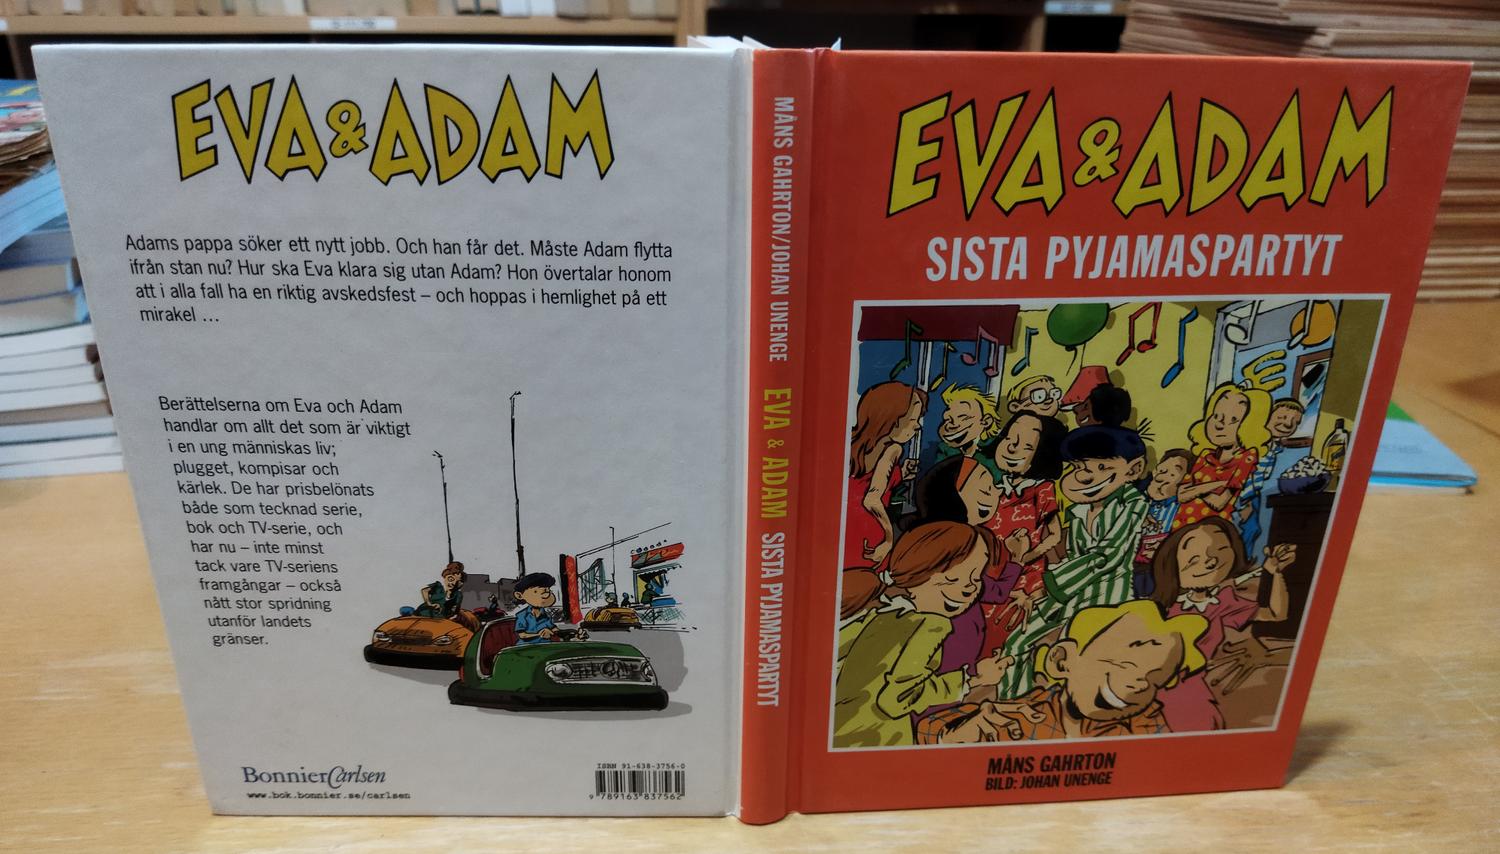 EVA & ADAM
Adams pappa söker ett nytt jobb. Och han får det. Måste Adam flytta
ifrån stan nu? Hur ska Eva klara sig utan Adam? Hon övertalar honom
att i alla fall ha en riktig avskedsfest – och hoppas i hemlighet på ett
mirakel …
Berättelserna om Eva och Adam
handlar om allt det som är viktigt
i en ung människas liv;
plugget, kompisar och
kärlek. De har prisbelönats
både som tecknad serie,
bok och TV-serie, och
har nu – inte minst
tack vare TV-seriens
framgångar – också
nått stor spridning
utanför landets
gränser.
BonnierCarlsen
www.bok.bonnier.se/carlsen
ISBN 91-638-3756-0
9 789163 837562
MÅNS GAHRTON/JOHAN UNENGE EVA & ADAM SISTA PYJAMASPARTYT
EVA & ADAM
SISTA PYJAMASPARTYT
MÅNS GAHRTON
BILD: JOHAN UNENGE